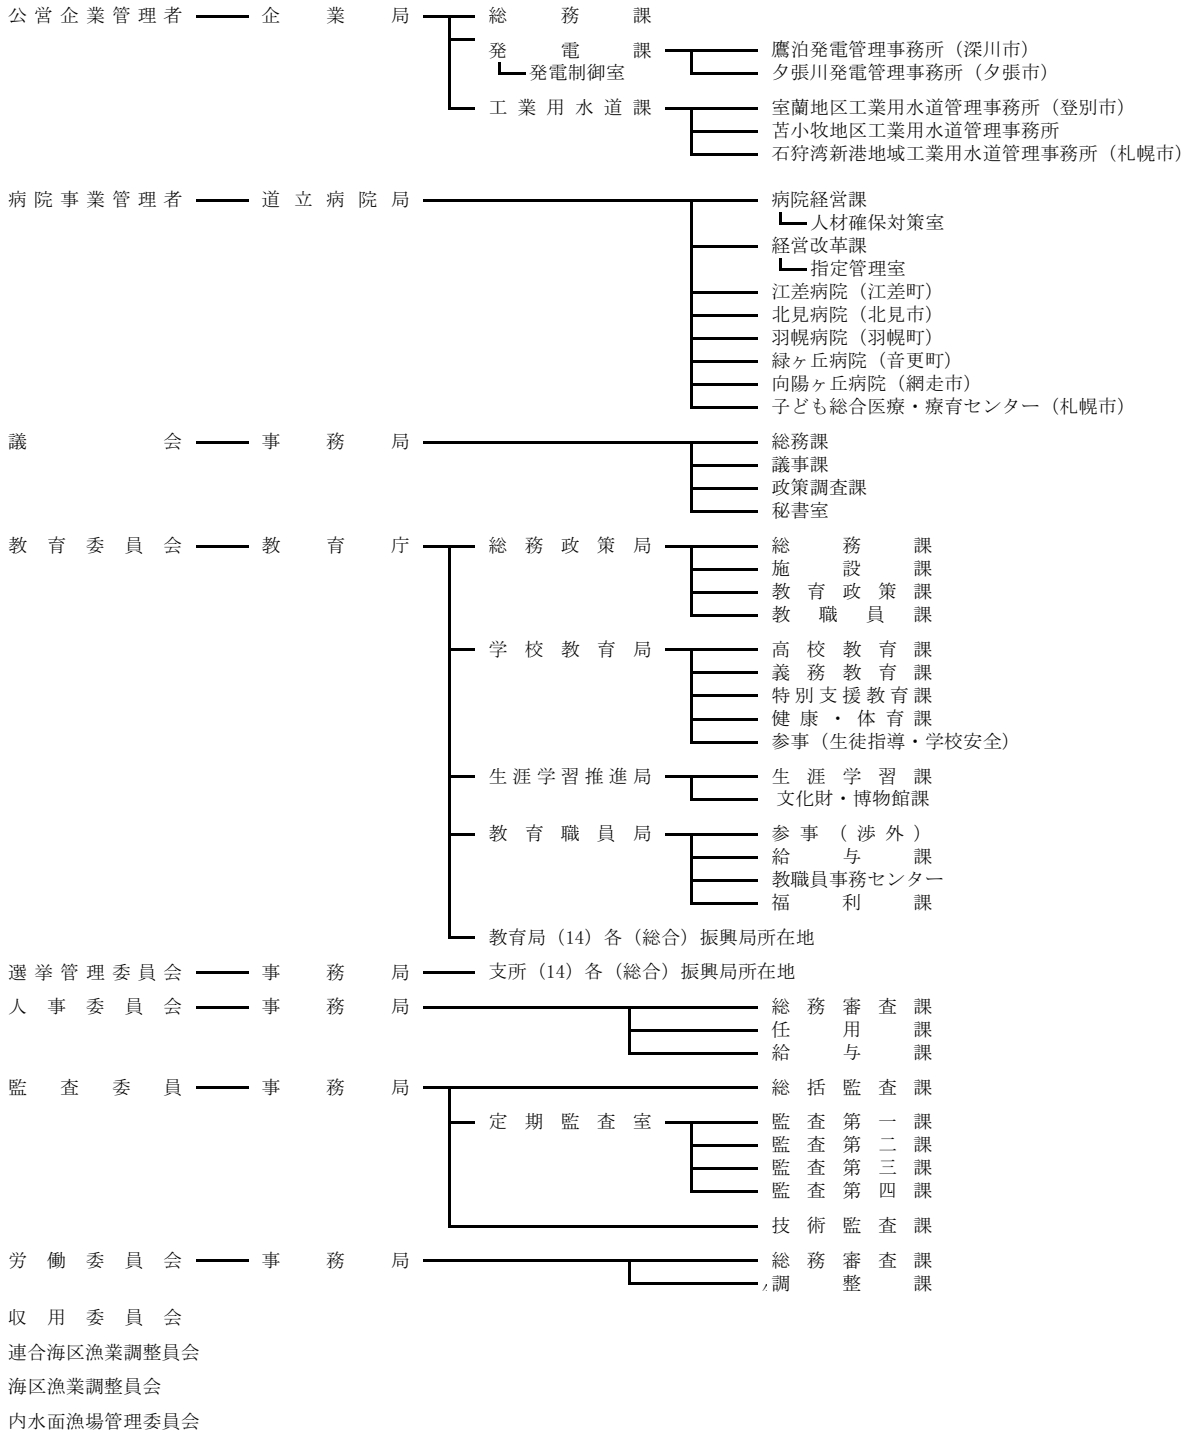 公営企業管理者 企業局 総務課
発電課 鷹泊発電管理事務所（深川市）
発電制御室 夕張川発電管理事務所（夕張市）
工業用水道課 室蘭地区工業用水道管理事務所（登別市）
苫小牧地区工業用水道管理事務所
石狩湾新港地域工業用水道管理事務所（札幌市）
病院事業管理者 道立病院局 病院経営課
人材確保対策室
経営改革課
指定管理室
江差病院（江差町）
北見病院（北見市）
羽幌病院（羽幌町）
緑ヶ丘病院（音更町）
向陽ヶ丘病院（網走市）
子ども総合医療・療育センター（札幌市）
議会 事務局 総務課
議事課
政策調査課
秘書室
教育委員会 教育庁 総務政策局 総務課
施設課
教育政策課
教職員課
学校教育局 高校教育課
義務教育課
特別支援教育課
健康・体育課
参事（生徒指導・学校安全）
生涯学習推進局 生涯学習課
文化財・博物館課
教育職員局 参事（渉外）
給与課
教職員事務センター
福利課
教育局（14）各（総合）振興局所在地
選挙管理委員会 事務局 支所（14）各（総合）振興局所在地
人事委員会 事務局 総務審査課
任用課
給与課
監査委員 事務局 総括監査課
定期監査室 監査第一課
監査第二課
監査第三課
監査第四課
技術監査課
労働委員会 事務局 総務審査課
調整課
収用委員会
連合海区漁業調整員会
海区漁業調整員会
内水面漁場管理委員会